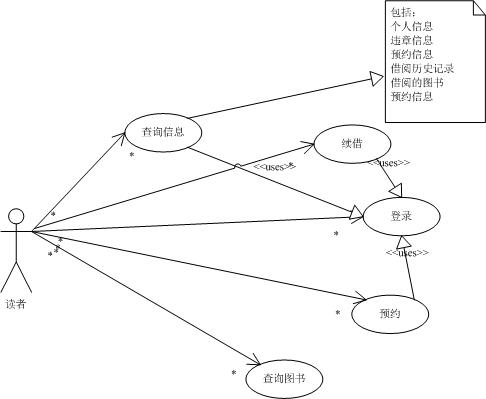 包括：
个人信息
违章信息
预约信息
借阅历史记录
借阅的图书
预约信息
查询信息
续借
*
<<uses>>
*
<<uses>>
*
登录
*
*
*
*
<<uses>>
读者
*
预约
*
查询图书